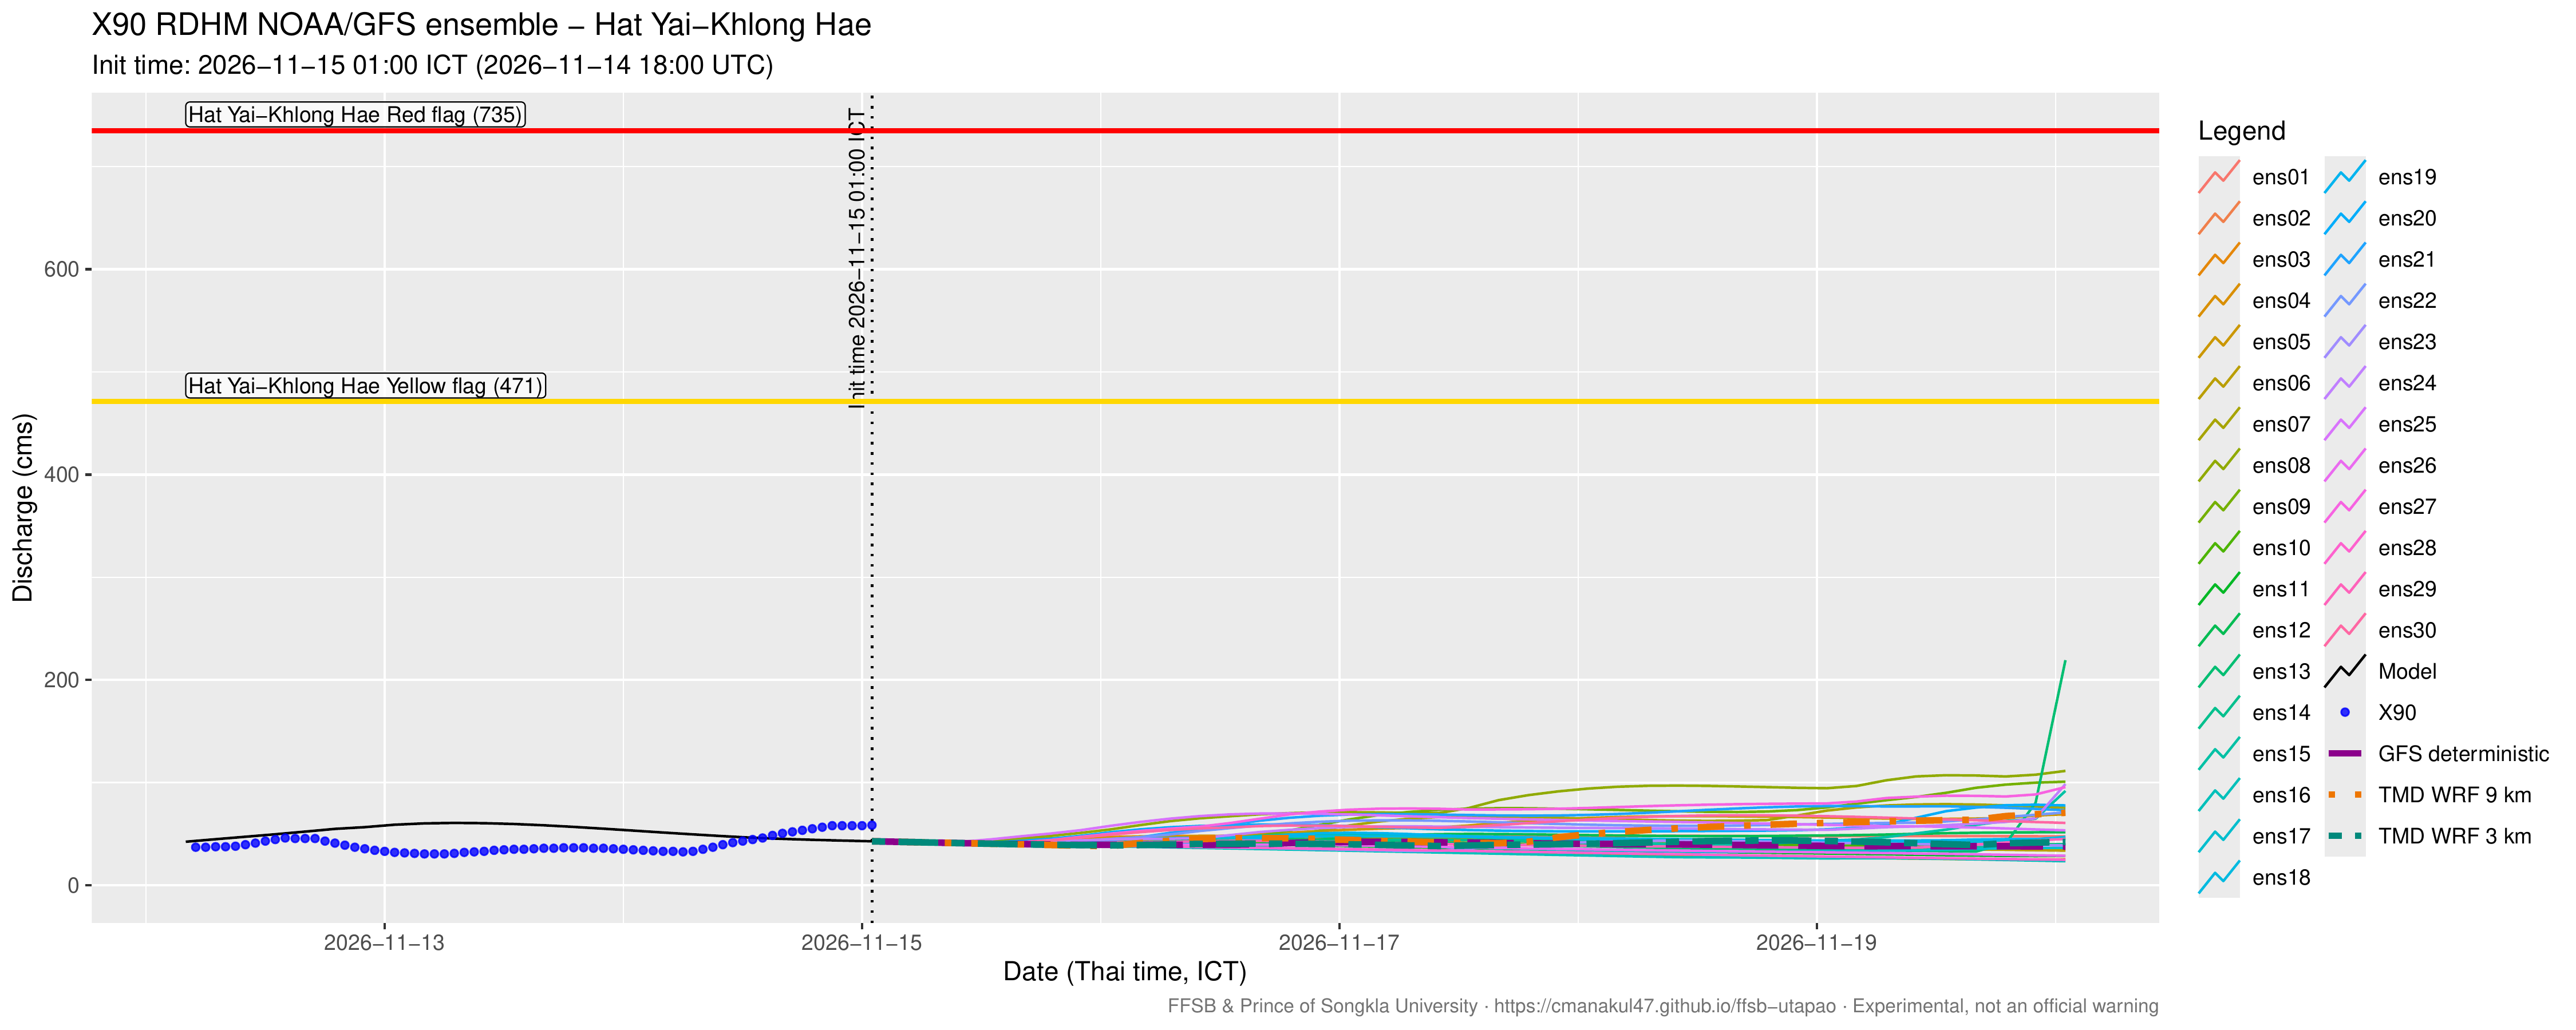 X90 RDHM NOAA/GFS ensemble – Hat Yai–Khlong Hae
Init time: 2026–11–15 01:00 ICT (2026–11–14 18:00 UTC)
Hat Yai–Khlong Hae Red flag (735)
Hat Yai–Khlong Hae Yellow flag (471)
Init time 2026–11–15 01:00 ICT
Discharge (cms)
600
400
200
0
2026–11–13
2026–11–15
2026–11–17
2026–11–19
Date (Thai time, ICT)
Legend
ens01
ens02
ens03
ens04
ens05
ens06
ens07
ens08
ens09
ens10
ens11
ens12
ens13
ens14
ens15
ens16
ens17
ens18
ens19
ens20
ens21
ens22
ens23
ens24
ens25
ens26
ens27
ens28
ens29
ens30
Model
X90
GFS deterministic
TMD WRF 9 km
TMD WRF 3 km
FFSB & Prince of Songkla University · https://cmanakul47.github.io/ffsb–utapao · Experimental, not an official warning